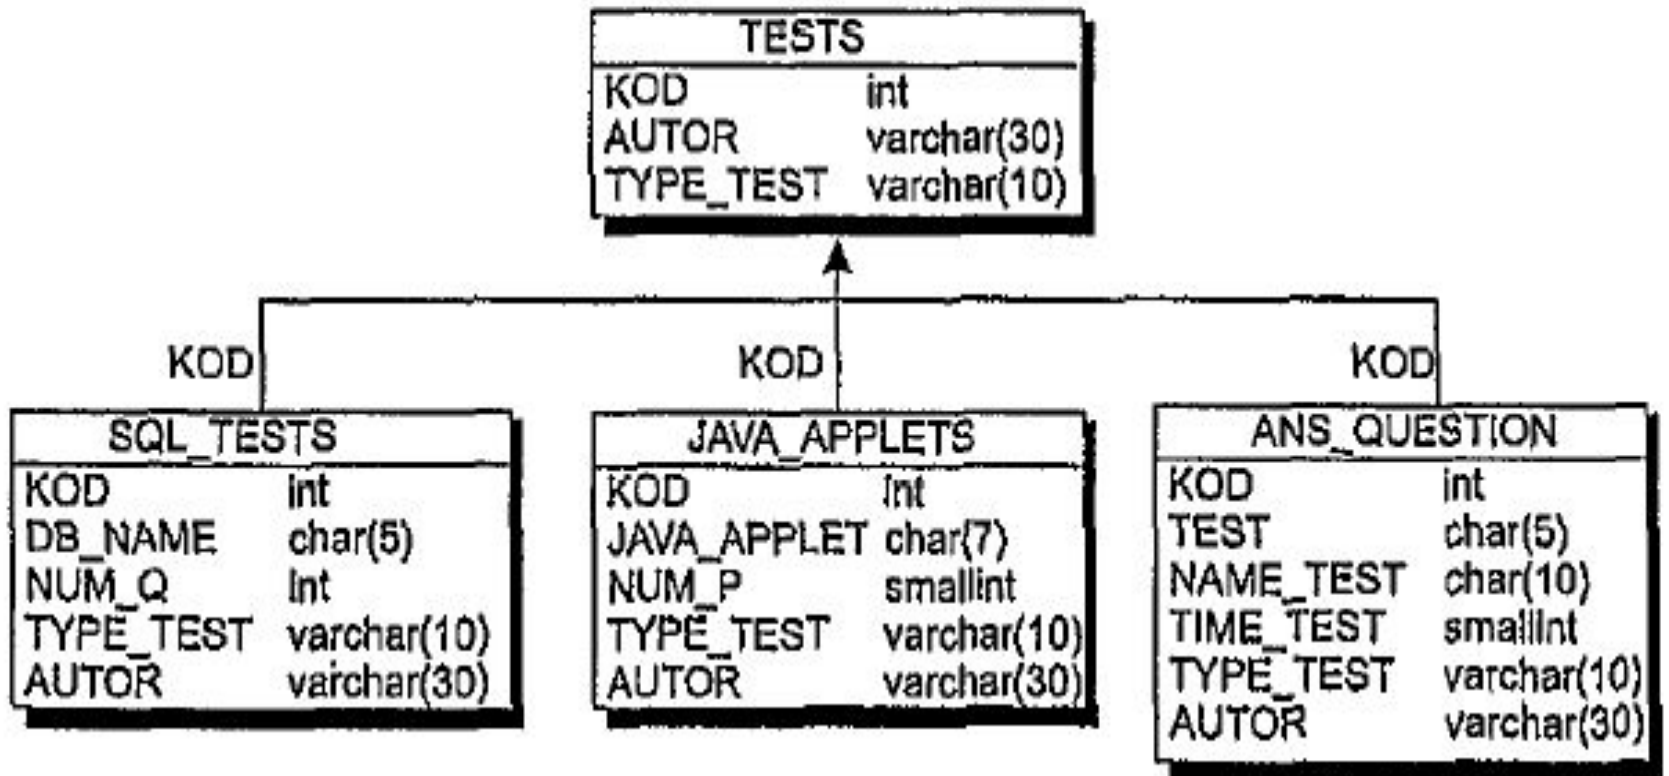 TESTS
KOD int
AUTOR varchar(30)
TYPE_TEST varchar(10)
KOD KOD KOD
SQL_TESTS
KOD int
DB_NAME char(5)
NUM_Q int
TYPE_TEST varchar(10)
AUTOR varchar(30)
JAVA_APPLETS
KOD int
JAVA_APPLET char(7)
NUM_P smallint
TYPE_TEST varchar(10)
AUTOR varchar(30)
ANS_QUESTION
KOD int
TEST char(5)
NAME_TEST char(10)
TIME_TEST smallint
TYPE_TEST varchar(10)
AUTOR varchar(30)